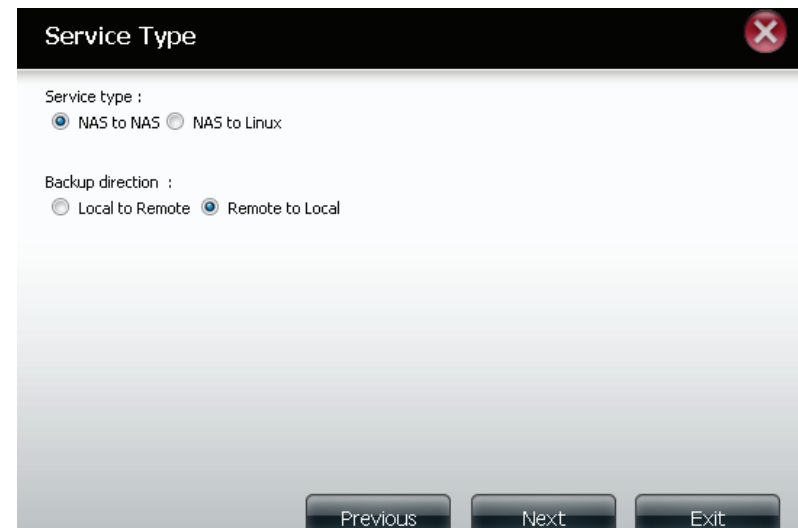 Service Type
Service type :
NAS to NAS NAS to Linux
Backup direction :
Local to Remote Remote to Local
Previous Next Exit